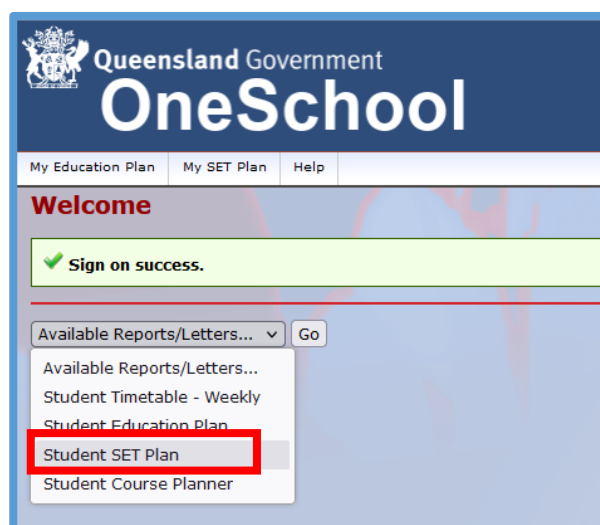 Queensland Government
OneSchool
My Education Plan My SET Plan Help
Welcome
Sign on success.
Available Reports/Letters... Go
Available Reports/Letters...
Student Timetable - Weekly
Student Education Plan
Student SET Plan
Student Course Planner